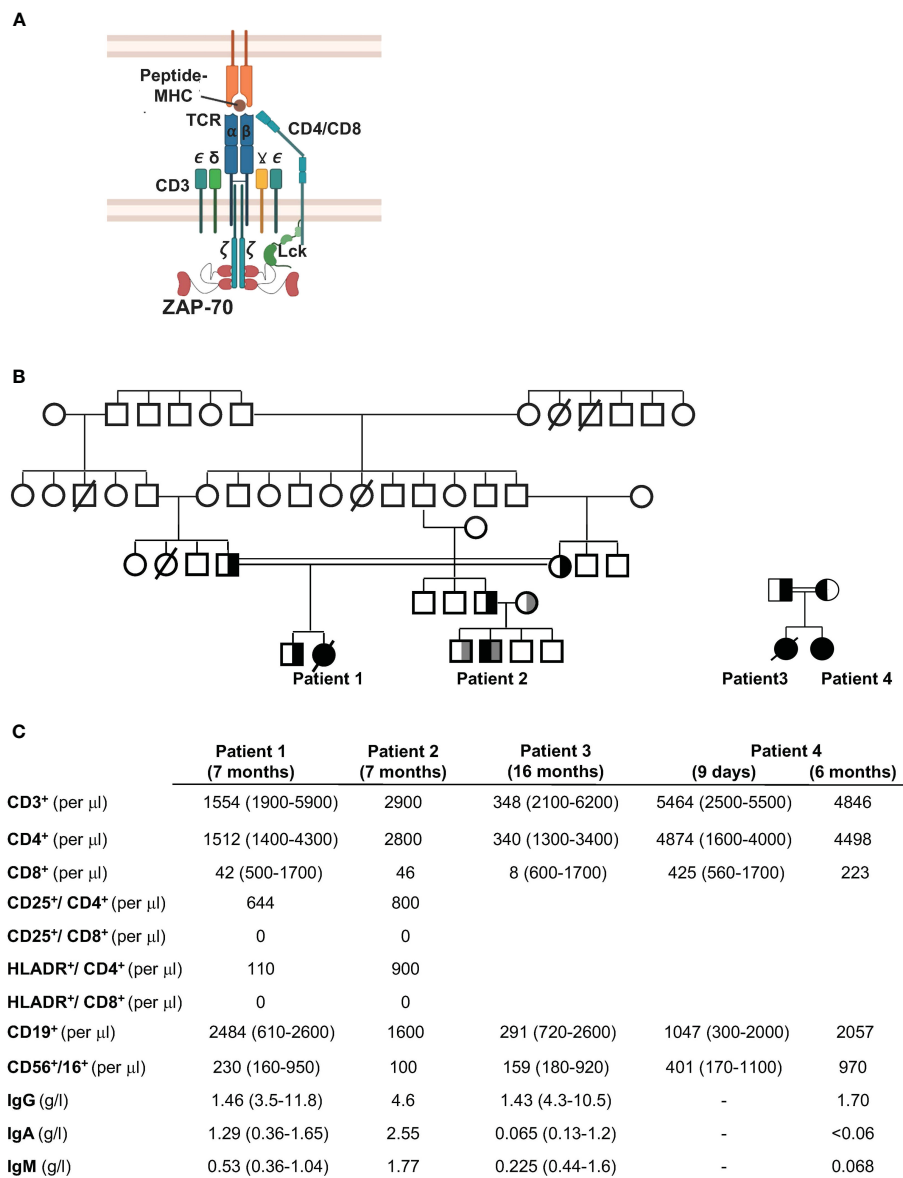 A
Peptide-
MHC
TCR
α β
CD4/CD8
ϵ δ
ɣ ϵ
CD3
ζ ζ
Lck
ZAP-70
B
Patient 1
Patient 2
Patient3
Patient 4
C
Patient 1 Patient 2 Patient 3 Patient 4
(7 months) (7 months) (16 months) (9 days) (6 months)
CD3+ (per μl) 1554 (1900-5900) 2900 348 (2100-6200) 5464 (2500-5500) 4846
CD4+ (per μl) 1512 (1400-4300) 2800 340 (1300-3400) 4874 (1600-4000) 4498
CD8+ (per μl) 42 (500-1700) 46 8 (600-1700) 425 (560-1700) 223
CD25+/ CD4+ (per μl) 644 800
CD25+/ CD8+ (per μl) 0 0
HLADR+/ CD4+ (per μl) 110 900
HLADR+/ CD8+ (per μl) 0 0
CD19+ (per μl) 2484 (610-2600) 1600 291 (720-2600) 1047 (300-2000) 2057
CD56+/16+ (per μl) 230 (160-950) 100 159 (180-920) 401 (170-1100) 970
IgG (g/l) 1.46 (3.5-11.8) 4.6 1.43 (4.3-10.5) - 1.70
IgA (g/l) 1.29 (0.36-1.65) 2.55 0.065 (0.13-1.2) - <0.06
IgM (g/l) 0.53 (0.36-1.04) 1.77 0.225 (0.44-1.6) - 0.068